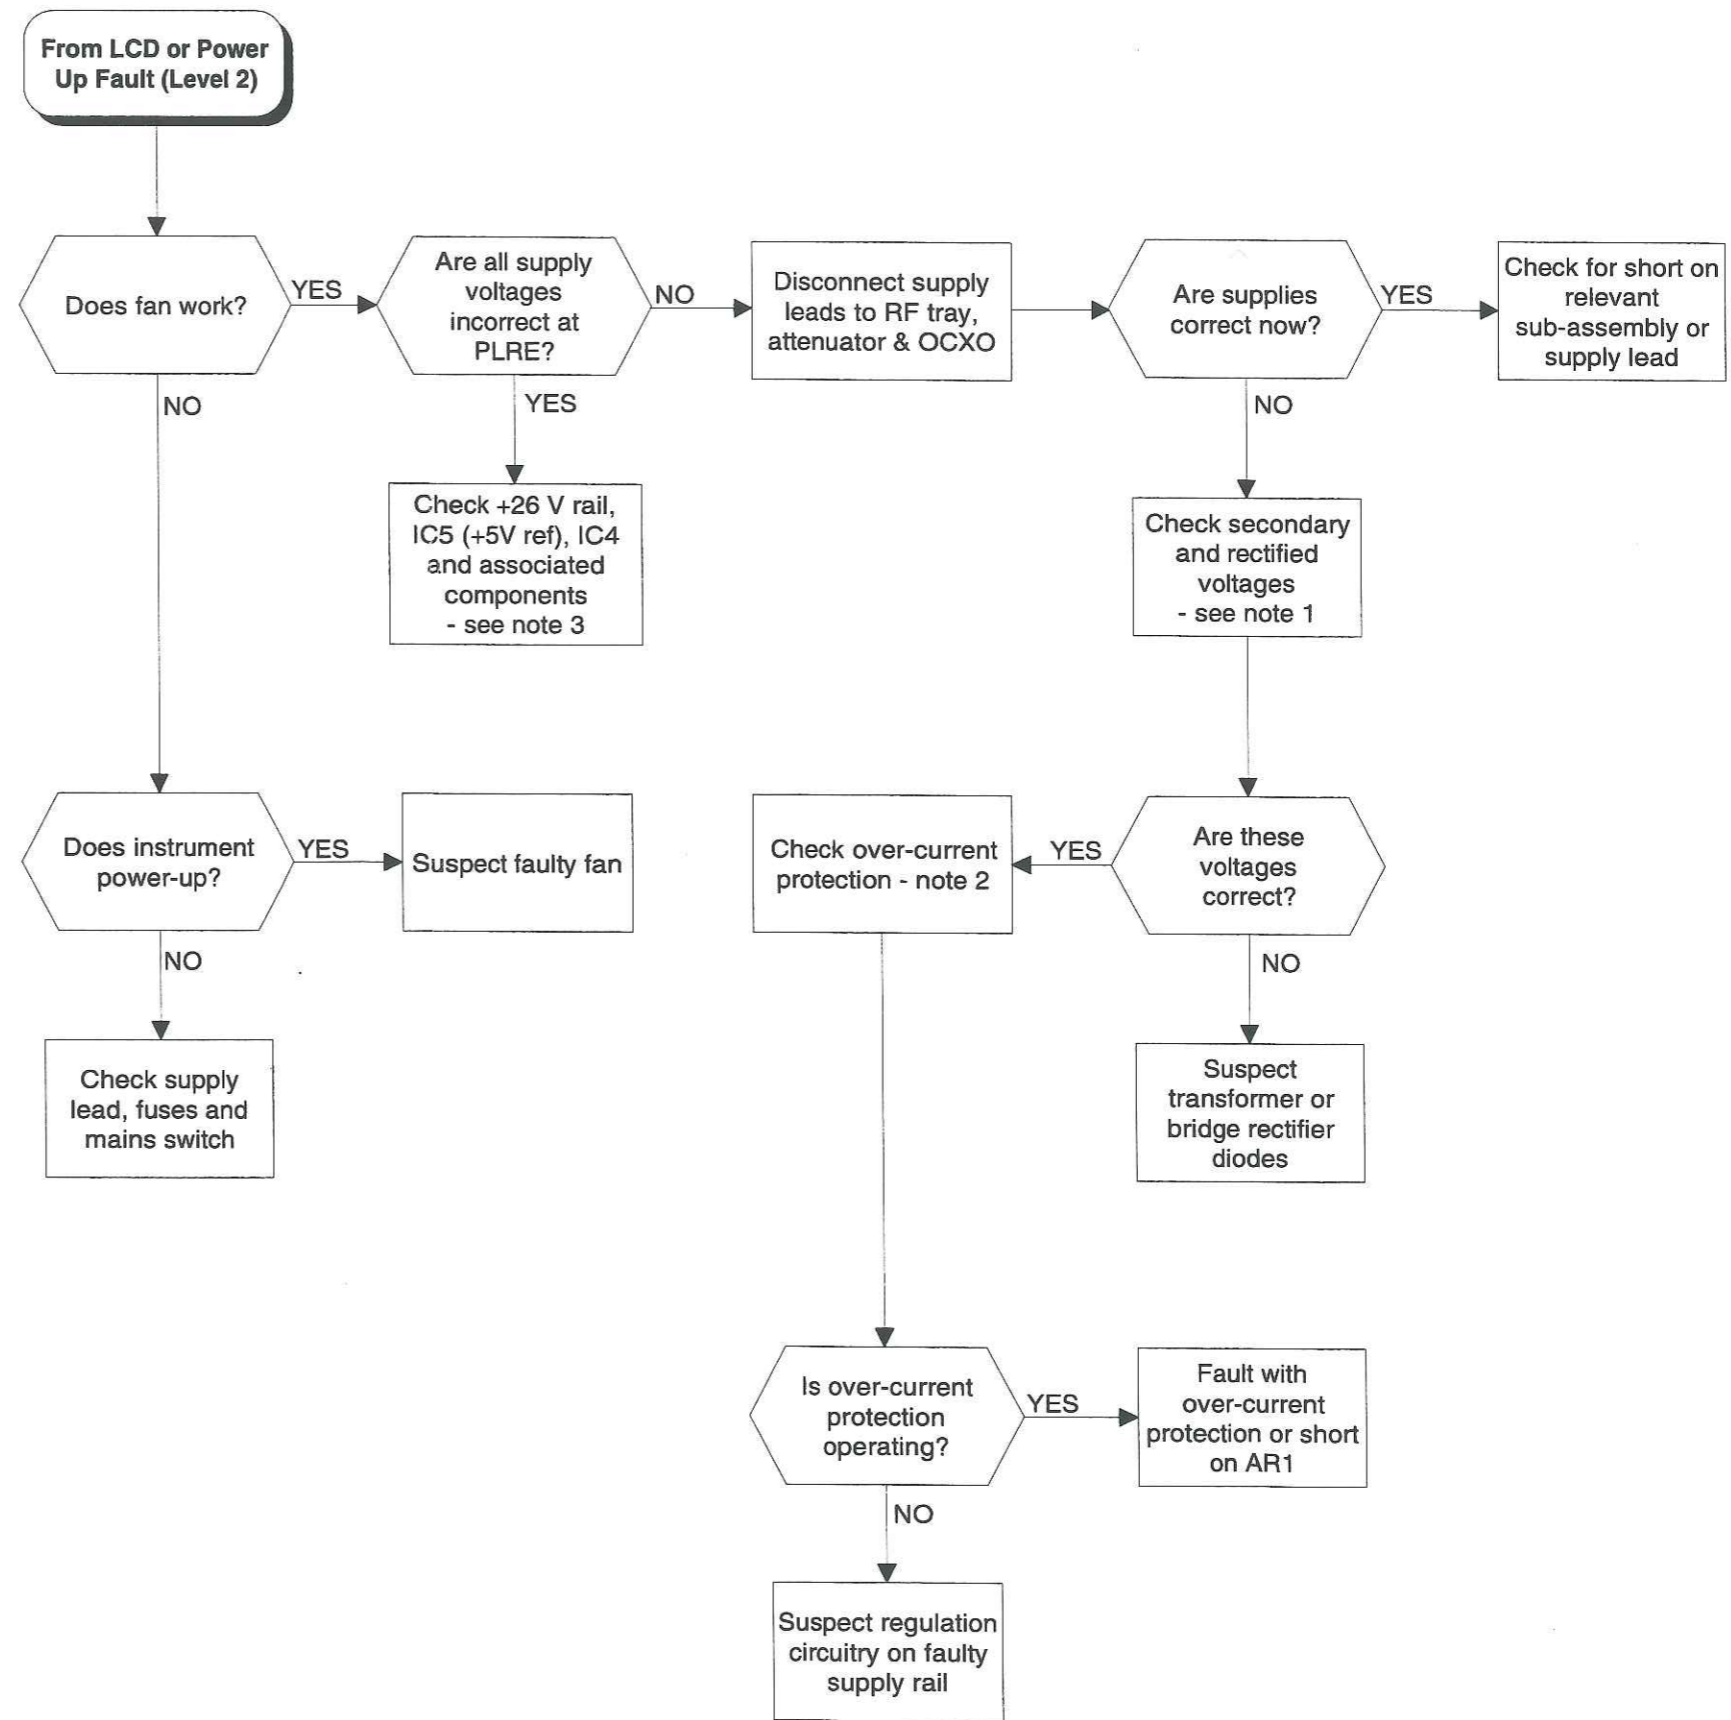 From LCD or Power
Up Fault (Level 2)
Does fan work?
YES
Are all supply
voltages
incorrect at
PLRE?
NO
Disconnect supply
leads to RF tray,
attenuator & OCXO
Are supplies
correct now?
YES
Check for short on
relevant
sub-assembly or
supply lead
NO
YES
NO
Check +26 V rail,
IC5 (+5V ref), IC4
and associated
components
- see note 3
Check secondary
and rectified
voltages
- see note 1
Does instrument
power-up?
YES
Suspect faulty fan
Check over-current
protection - note 2
YES
Are these
voltages
correct?
NO
NO
Check supply
lead, fuses and
mains switch
Suspect
transformer or
bridge rectifier
diodes
Is over-current
protection
operating?
YES
Fault with
over-current
protection or short
on AR1
NO
Suspect regulation
circuitry on faulty
supply rail